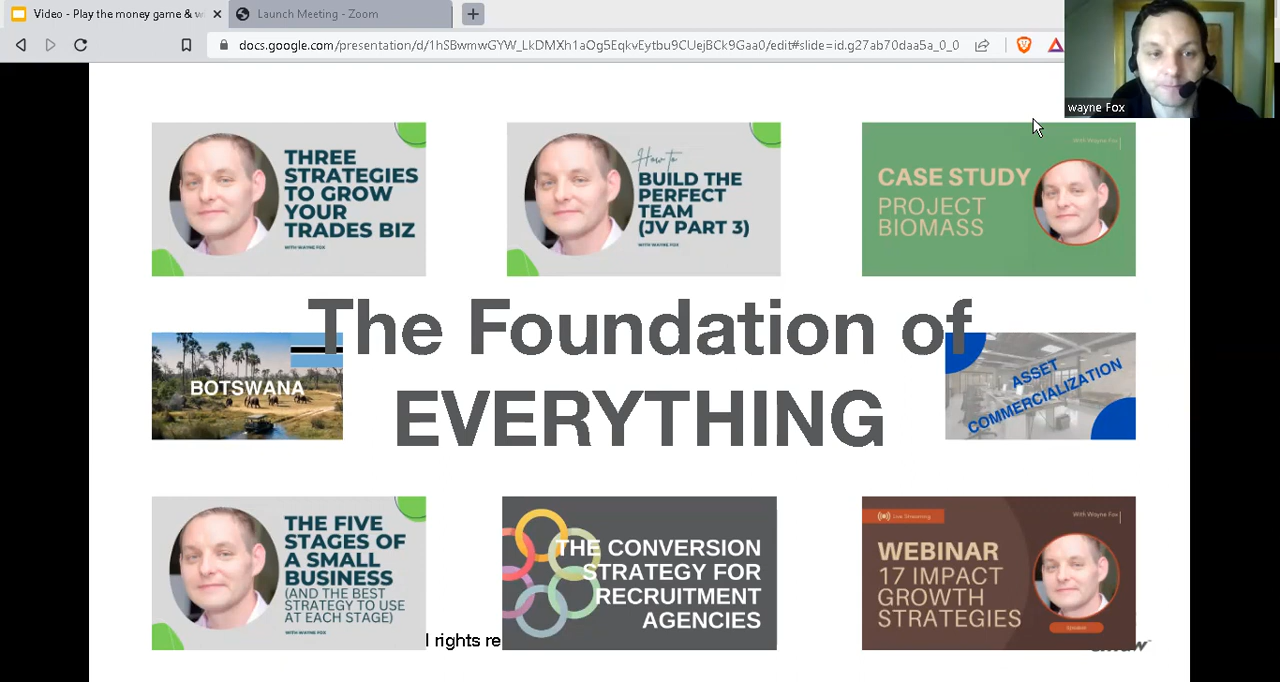 Video - Play the money game & w
Launch Meeting - Zoom
docs.google.com/presentation/d/1hSBwmwGYW_LkDMXh1aOg5EqkvEytbu9CUejBCk9Gaa0/edit#slide=id.g27ab70daa5a_0_0
wayne Fox
THREE
STRATEGIES
TO GROW
YOUR
TRADES BIZ
WITH WAYNE FOX
How to
BUILD THE
PERFECT
TEAM
(JV PART 3)
WITH WAYNE FOX
With Wayne Fox
CASE STUDY
PROJECT
BIOMASS
The Foundation of
EVERYTHING
BOTSWANA
ASSET
COMMERCIALIZATION
THE FIVE
STAGES OF
A SMALL
BUSINESS
(AND THE BEST
STRATEGY TO USE
AT EACH STAGE)
WITH WAYNE FOX
THE CONVERSION
STRATEGY FOR
RECRUITMENT
AGENCIES
Live Streaming
With Wayne Fox
WEBINAR
17 IMPACT
GROWTH
STRATEGIES
Speaker
l rights re